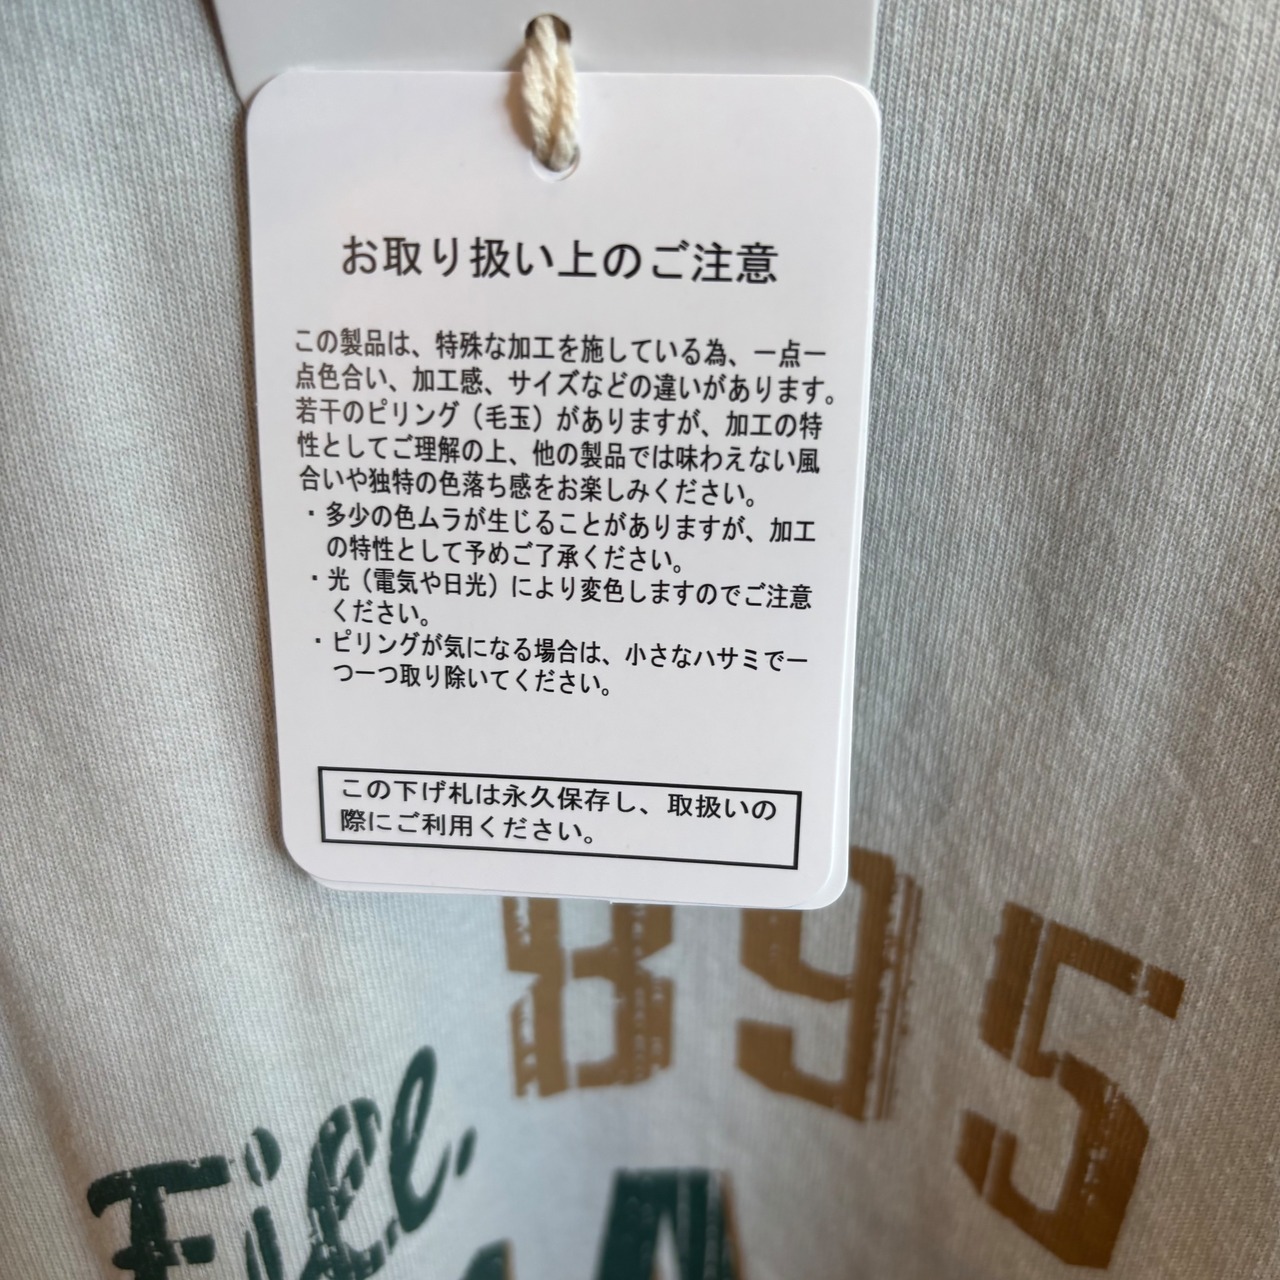 お取り扱い上のご注意
この製品は、特殊な加工を施している為、一点一
点色合い、加工感、サイズなどの違いがあります。
若干のピリング（毛玉）がありますが、加工の特
性としてご理解の上、他の製品では味わえない風
合いや独特の色落ち感をお楽しみください。
・多少の色ムラが生じることがありますが、加工
の特性として予めご了承ください。
・光（電気や日光）により変色しますのでご注意
ください。
・ピリングが気になる場合は、小さなハサミで一
つ一つ取り除いてください。
この下げ札は永久保存し、取扱いの
際にご利用ください。
895